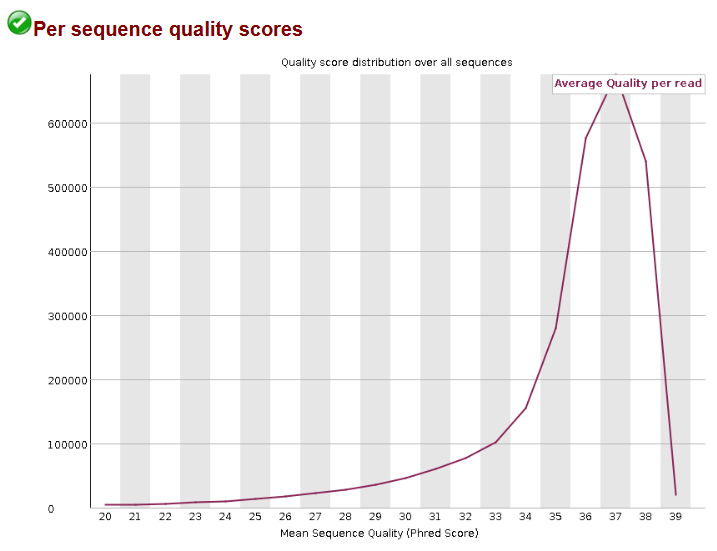 Per sequence quality scores
Quality score distribution over all sequences
Average Quality per read
600000
500000
400000
300000
200000
100000
0
20 21 22 23 24 25 26 27 28 29 30 31 32 33 34 35 36 37 38 39
Mean Sequence Quality (Phred Score)